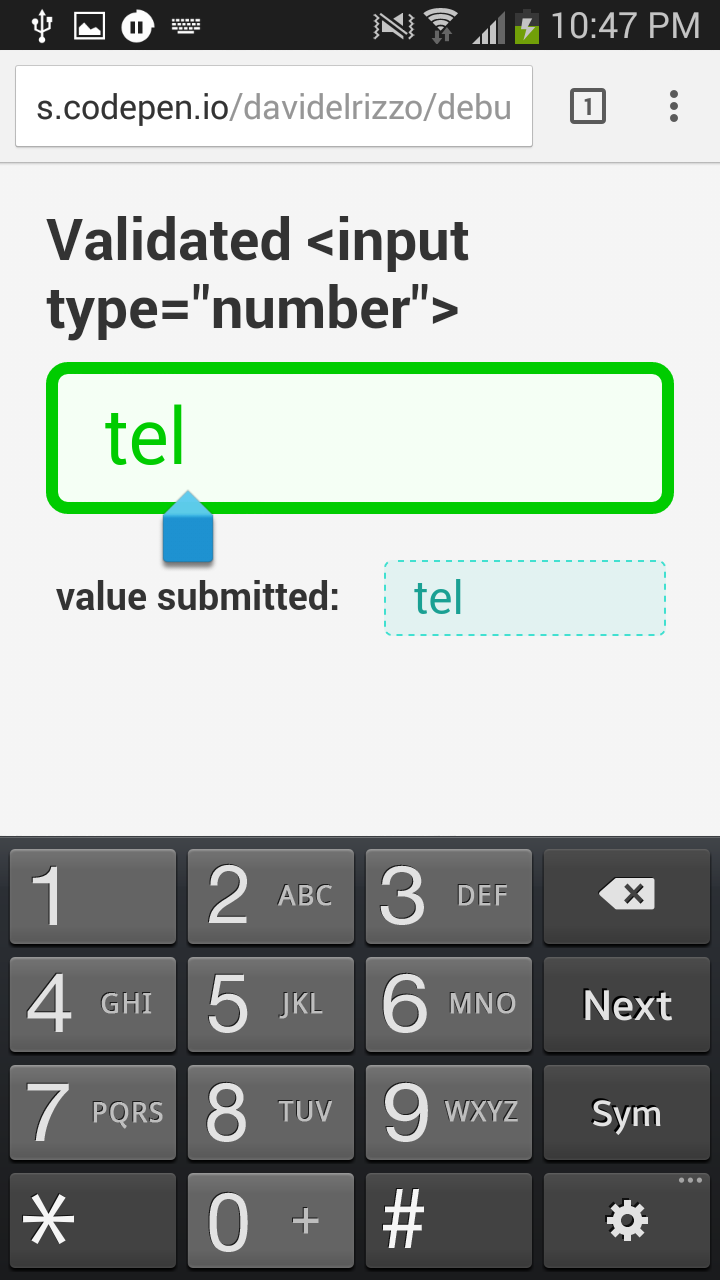 10:47 PM
s.codepen.io/davidelrizzo/debu
1
Validated <input
type="number">
tel
value submitted: tel
1 2 ABC 3 DEF
4 GHI 5 JKL 6 MNO Next
7 PQRS 8 TUV 9 WXYZ Sym
* 0 + # ...